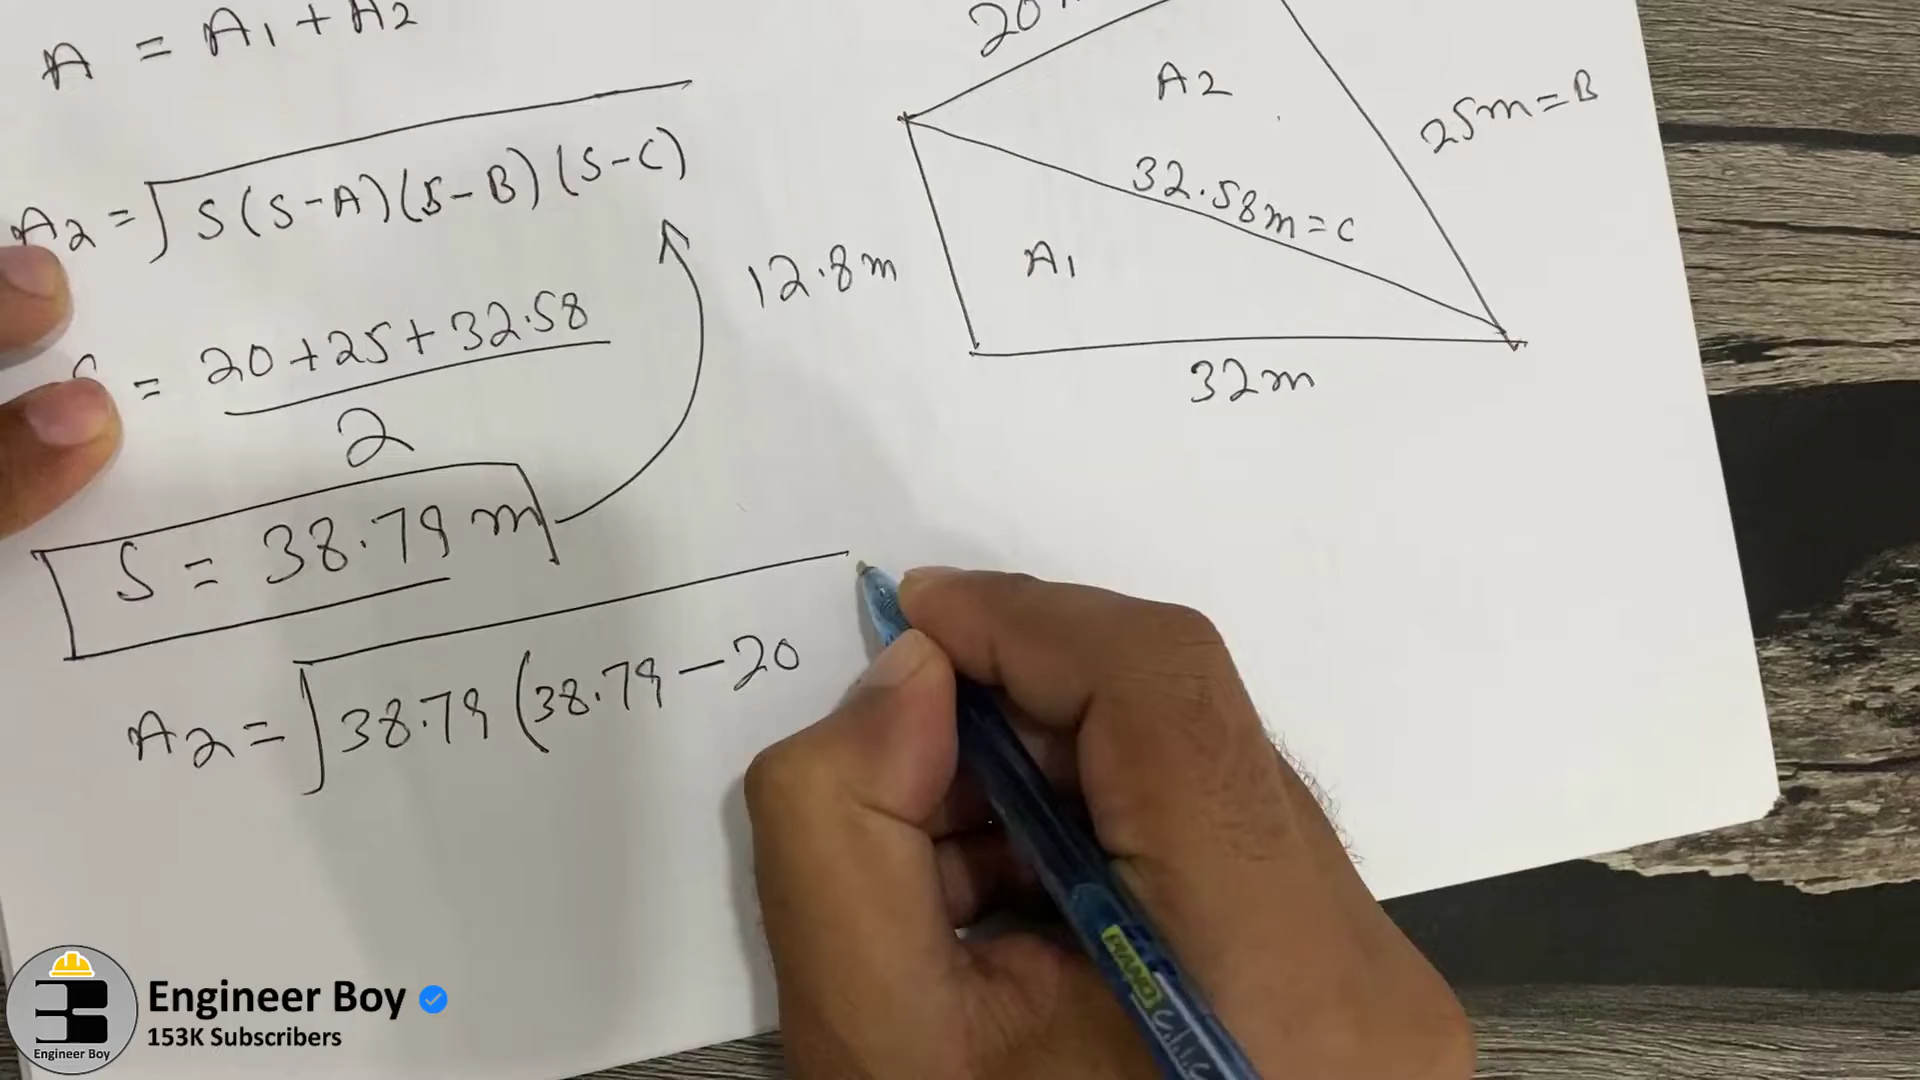 A = A1 + A2
A2 = √S(S-A)(S-B)(S-C)
= 20+25+32.58
2
S = 38.79 m
A2 = √38.79 (38.79 - 20
20
A2
25m = B
32.58m = C
12.8m
A1
32m
Engineer Boy
153K Subscribers
Engineer Boy